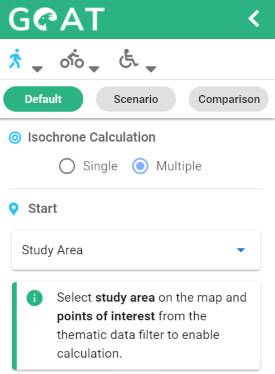 GOAT
Default Scenario Comparison
Isochrone Calculation
Single Multiple
Start
Study Area
Select study area on the map and
points of interest from the
thematic data filter to enable
calculation.